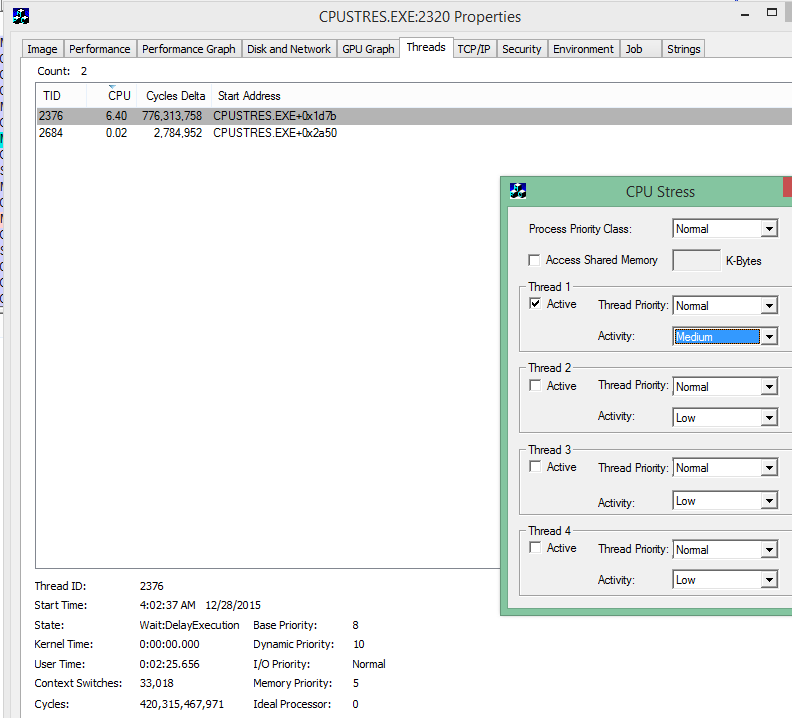 CPUSTRES.EXE:2320 Properties
Image Performance Performance Graph Disk and Network GPU Graph Threads TCP/IP Security Environment Job Strings
Count: 2
TID CPU Cycles Delta Start Address
2376 6.40 776,313,758 CPUSTRES.EXE+0x1d7b
2684 0.02 2,784,952 CPUSTRES.EXE+0x2a50
CPU Stress
Process Priority Class: Normal
Access Shared Memory K-Bytes
Thread 1
Active Thread Priority: Normal
Activity: Medium
Thread 2
Active Thread Priority: Normal
Activity: Low
Thread 3
Active Thread Priority: Normal
Activity: Low
Thread 4
Active Thread Priority: Normal
Activity: Low
Thread ID: 2376
Start Time: 4:02:37 AM 12/28/2015
State: Wait:DelayExecution Base Priority: 8
Kernel Time: 0:00:00.000 Dynamic Priority: 10
User Time: 0:02:25.656 I/O Priority: Normal
Context Switches: 33,018 Memory Priority: 5
Cycles: 420,315,467,971 Ideal Processor: 0